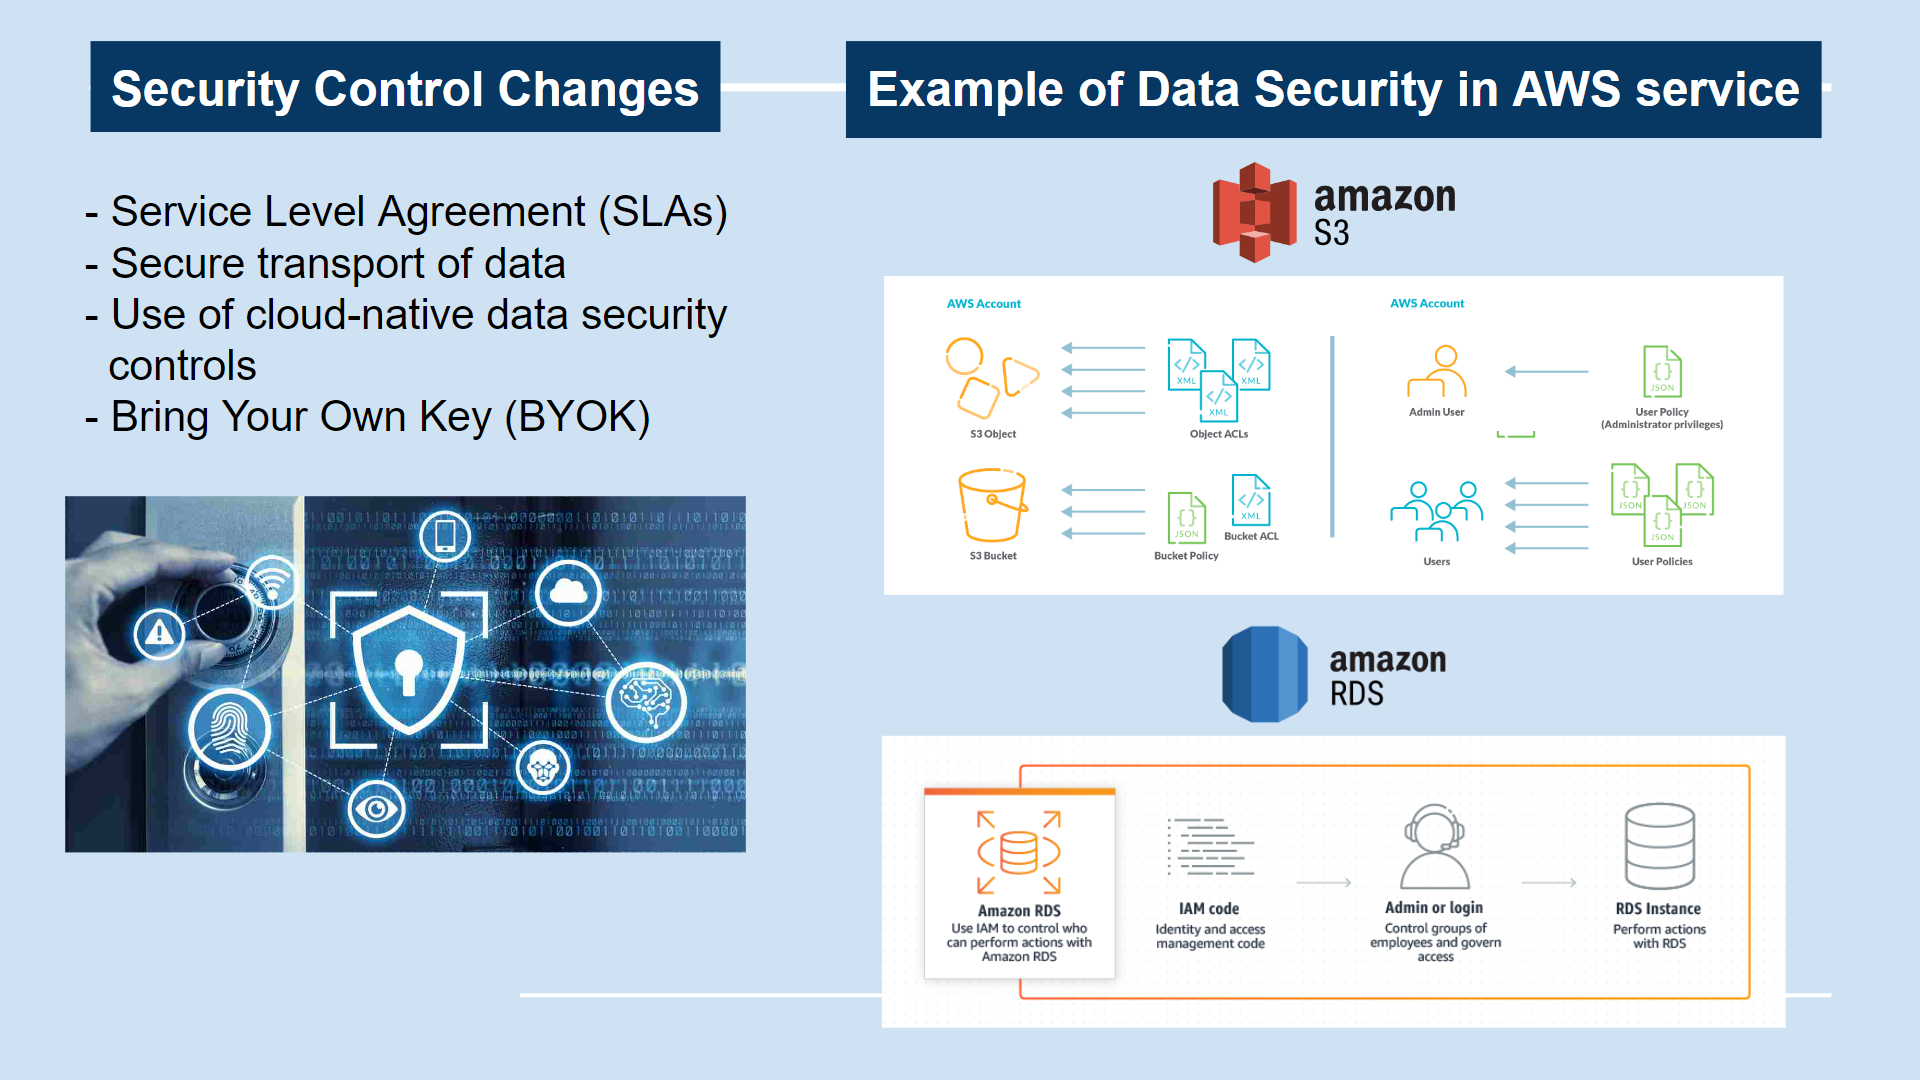 Security Control Changes
- Service Level Agreement (SLAs)
- Secure transport of data
- Use of cloud-native data security
controls
- Bring Your Own Key (BYOK)
Example of Data Security in AWS service
amazon
S3
AWS Account
S3 Object
XML
XML
XML
Object ACLs
S3 Bucket
JSON
Bucket Policy
XML
Bucket ACL
AWS Account
Admin User
JSON
User Policy
(Administrator privileges)
Users
JSON
JSON
JSON
User Policies
amazon
RDS
Amazon RDS
Use IAM to control who
can perform actions with
Amazon RDS
IAM code
Identity and access
management code
Admin or login
Control groups of
employees and govern
access
RDS Instance
Perform actions
with RDS